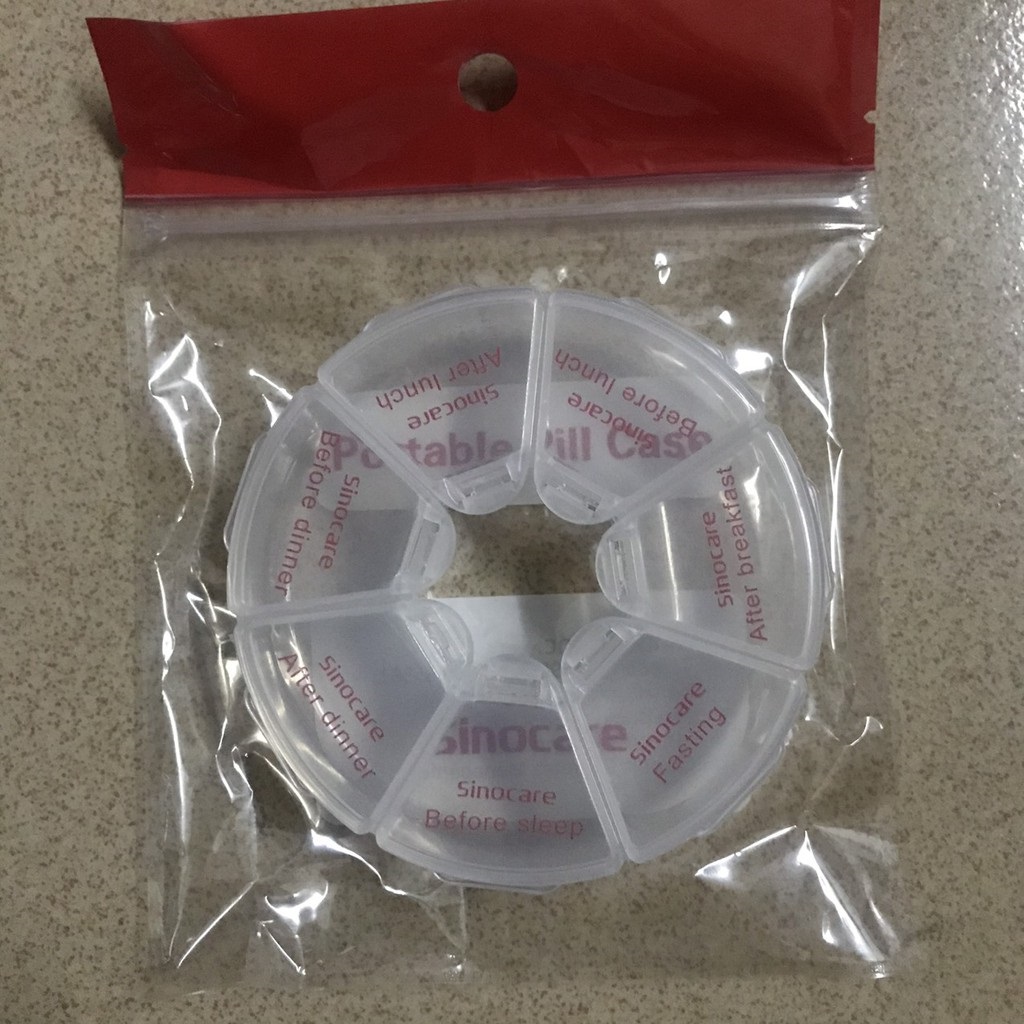 Portable Pill Case
Sinocare
Sinocare
Fasting
Sinocare
After breakfast
Sinocare
Before lunch
Sinocare
After lunch
Sinocare
Before dinner
Sinocare
After dinner
Sinocare
Before sleep